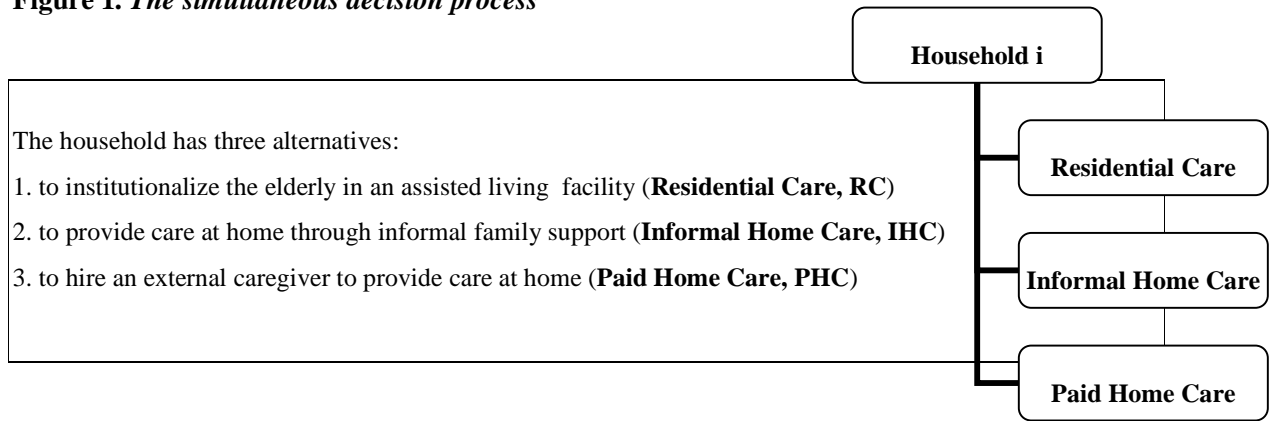 Figure 1. The simultaneous decision process
Household i
The household has three alternatives:
1. to institutionalize the elderly in an assisted living facility (Residential Care, RC)
2. to provide care at home through informal family support (Informal Home Care, IHC)
3. to hire an external caregiver to provide care at home (Paid Home Care, PHC)
Residential Care
Informal Home Care
Paid Home Care